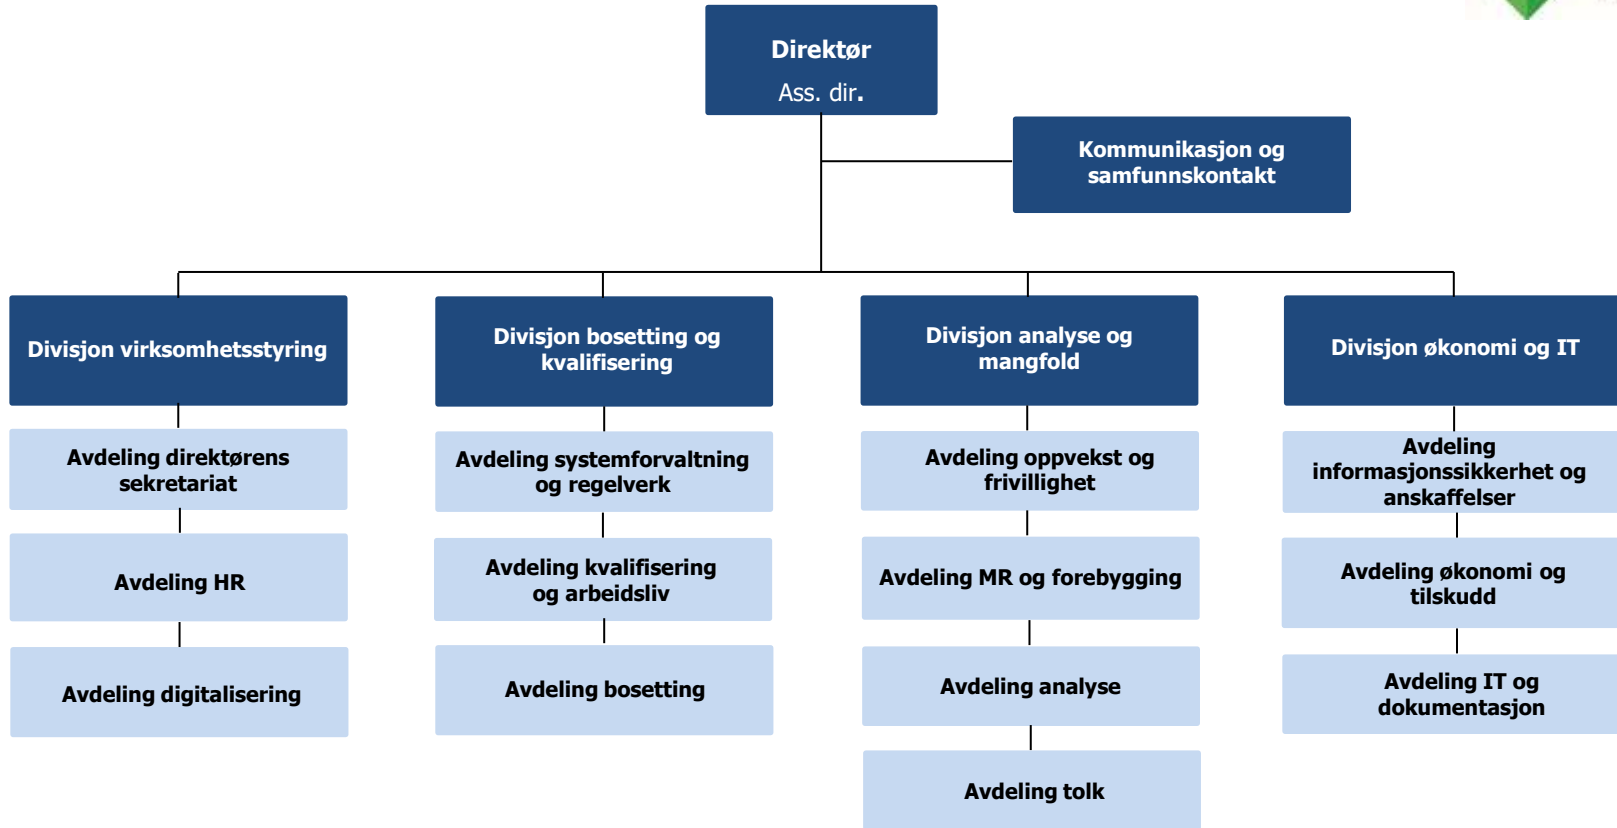 Direktør
Ass. dir.
Kommunikasjon og
samfunnskontakt
Divisjon virksomhetsstyring
Divisjon bosetting og
kvalifisering
Divisjon analyse og
mangfold
Divisjon økonomi og IT
Avdeling direktørens
sekretariat
Avdeling HR
Avdeling digitalisering
Avdeling systemforvaltning
og regelverk
Avdeling kvalifisering
og arbeidsliv
Avdeling bosetting
Avdeling oppvekst og
frivillighet
Avdeling MR og forebygging
Avdeling analyse
Avdeling tolk
Avdeling
informasjonssikkerhet og
anskaffelser
Avdeling økonomi og
tilskudd
Avdeling IT og
dokumentasjon